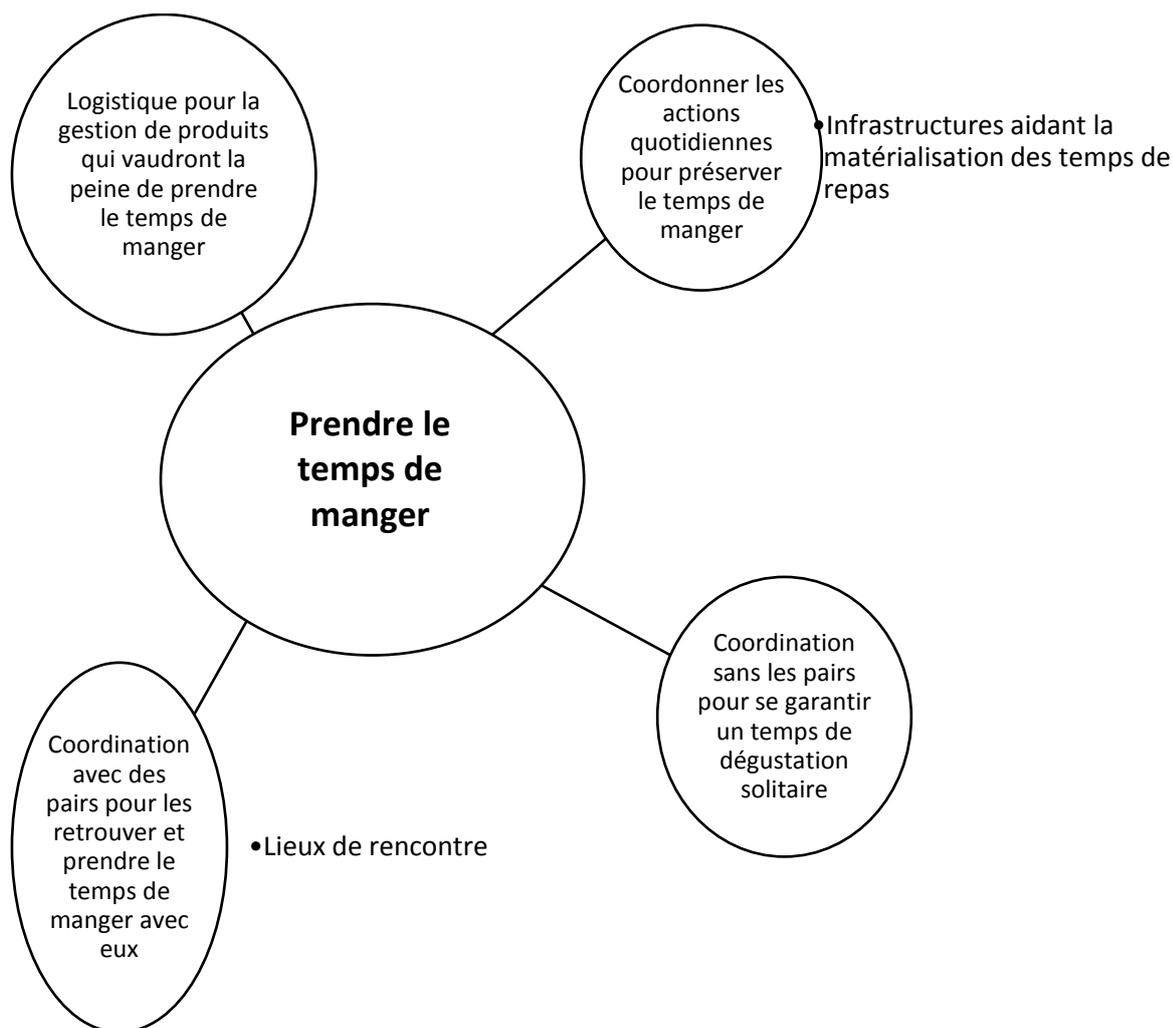 Logistique pour la
gestion de produits
qui vaudront la
peine de prendre
le temps de
manger
Coordonner les
actions
quotidiennes
pour préserver
le temps de
manger
•Infrastructures aidant la
matérialisation des temps de
repas
Prendre le
temps de
manger
Coordination
sans les pairs
pour se garantir
un temps de
dégustation
solitaire
Coordination
avec des
pairs pour les
retrouver et
prendre le
temps de
manger avec
eux
•Lieux de rencontre